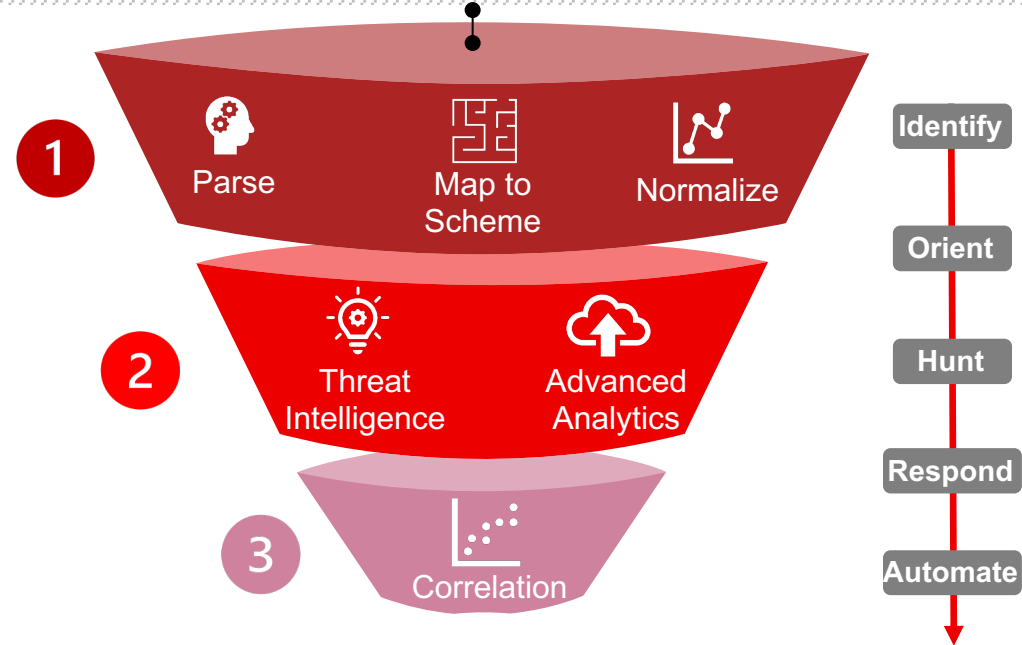 1
Parse
Map to
Scheme
Normalize
2
Threat
Intelligence
Advanced
Analytics
3
Correlation
Identify
Orient
Hunt
Respond
Automate